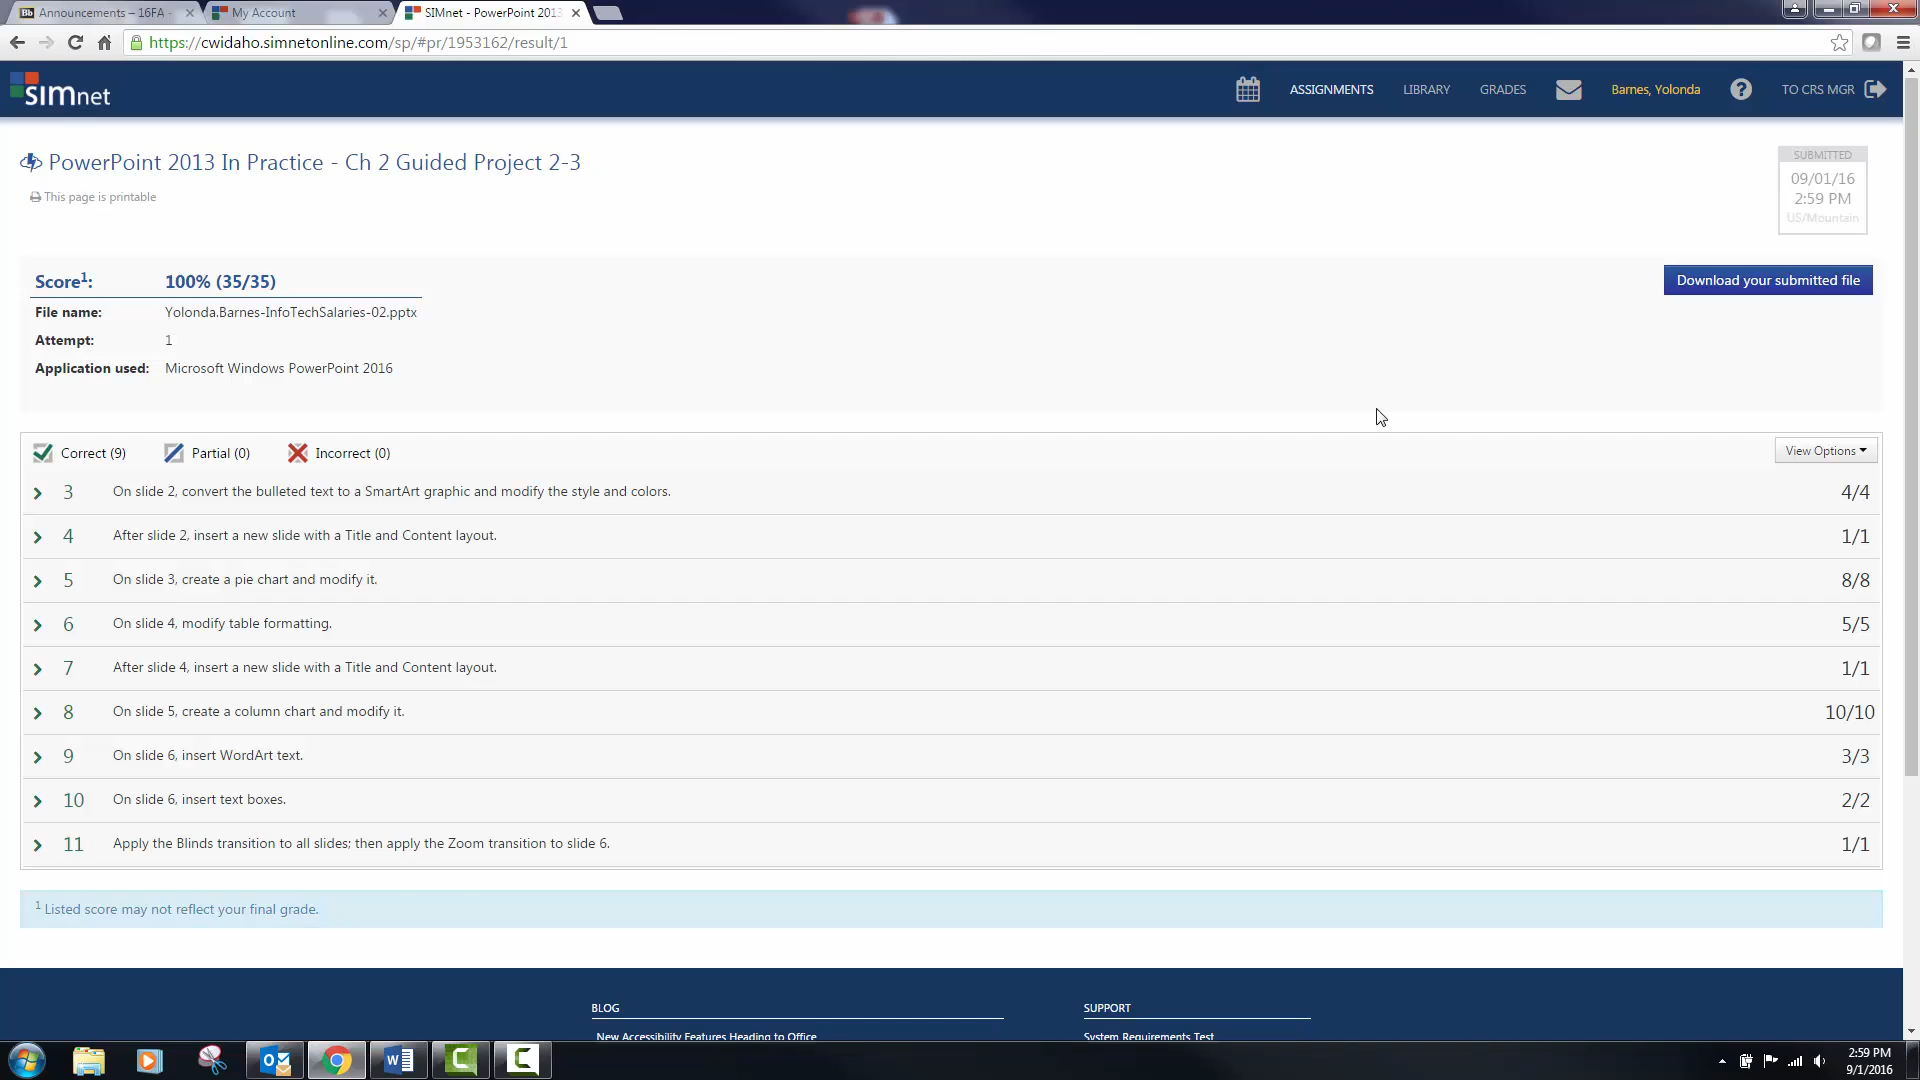 Bb Announcements – 16FA -
My Account
SIMnet - PowerPoint 2013
https://cwidaho.simnetonline.com/sp/#pr/1953162/result/1
SIMnet
ASSIGNMENTS
LIBRARY
GRADES
Barnes, Yolonda
?
TO CRS MGR
PowerPoint 2013 In Practice - Ch 2 Guided Project 2-3
This page is printable
SUBMITTED
09/01/16
2:59 PM
US/Mountain
Score1: 100% (35/35)
Download your submitted file
File name: Yolonda.Barnes-InfoTechSalaries-02.pptx
Attempt: 1
Application used: Microsoft Windows PowerPoint 2016
Correct (9) Partial (0) Incorrect (0)
View Options
3 On slide 2, convert the bulleted text to a SmartArt graphic and modify the style and colors. 4/4
4 After slide 2, insert a new slide with a Title and Content layout. 1/1
5 On slide 3, create a pie chart and modify it. 8/8
6 On slide 4, modify table formatting. 5/5
7 After slide 4, insert a new slide with a Title and Content layout. 1/1
8 On slide 5, create a column chart and modify it. 10/10
9 On slide 6, insert WordArt text. 3/3
10 On slide 6, insert text boxes. 2/2
11 Apply the Blinds transition to all slides; then apply the Zoom transition to slide 6. 1/1
1 Listed score may not reflect your final grade.
BLOG
SUPPORT
New Accessibility Features Heading to Office
System Requirements Test
2:59 PM
9/1/2016